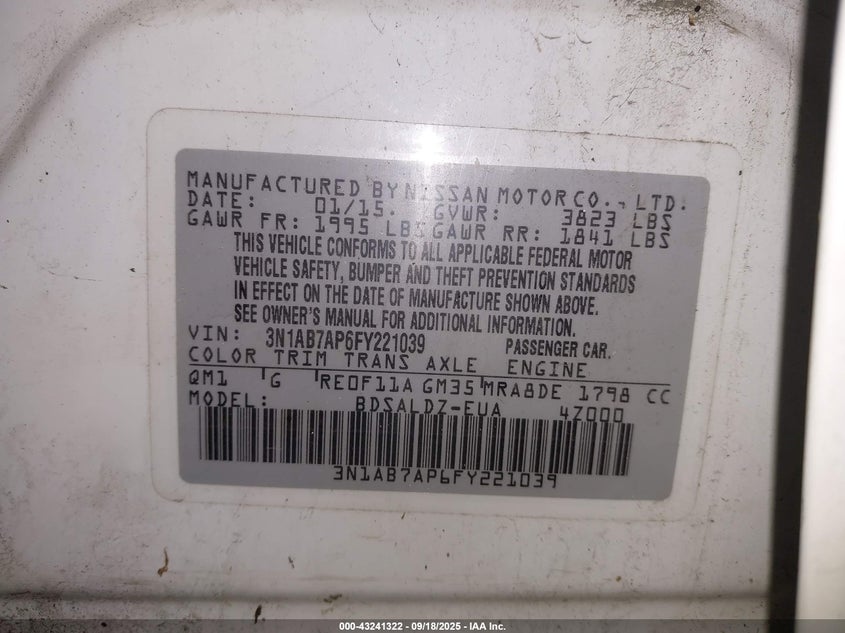 MANUFACTURED BY NISSAN MOTOR CO., LTD.
DATE: 01/15. GVWR: 3823 LBS
GAWR FR: 1995 LBS GAWR RR: 1841 LBS
THIS VEHICLE CONFORMS TO ALL APPLICABLE FEDERAL MOTOR
VEHICLE SAFETY, BUMPER AND THEFT PREVENTION STANDARDS
IN EFFECT ON THE DATE OF MANUFACTURE SHOWN ABOVE.
SEE OWNER'S MANUAL FOR ADDITIONAL INFORMATION.
VIN: 3N1AB7AP6FY221039 PASSENGER CAR.
COLOR TRIM TRANS AXLE ENGINE
QM1 G RE0F11A GM35 MRA8DE 1798 CC
MODEL: BDSALDZ-EUA 4Z000
3N1AB7AP6FY221039
000-43241322 - 09/18/2025 - IAA Inc.